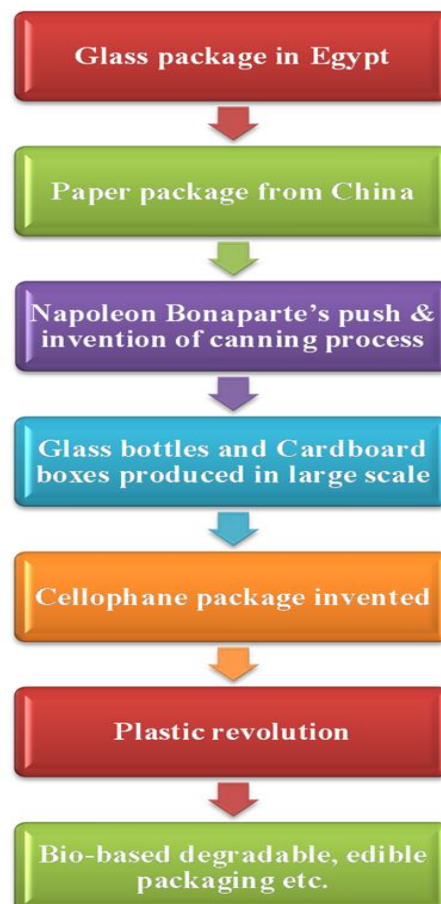 Glass package in Egypt
Paper package from China
Napoleon Bonaparte's push &
invention of canning process
Glass bottles and Cardboard
boxes produced in large scale
Cellophane package invented
Plastic revolution
Bio-based degradable, edible
packaging etc.